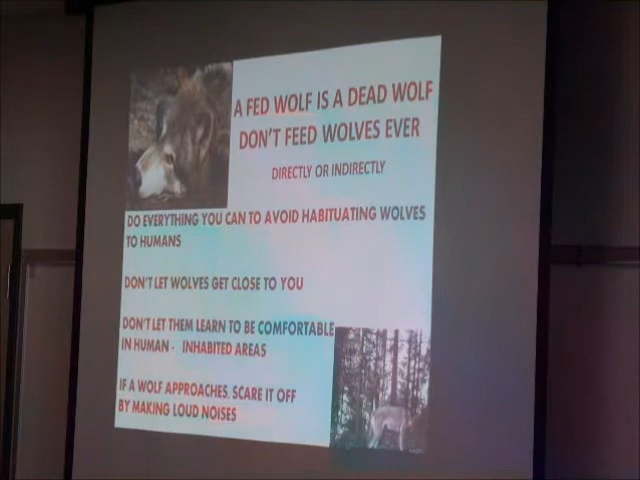 A FED WOLF IS A DEAD WOLF
DON'T FEED WOLVES EVER
DIRECTLY OR INDIRECTLY
DO EVERYTHING YOU CAN TO AVOID HABITUATING WOLVES
TO HUMANS
DON'T LET WOLVES GET CLOSE TO YOU
DON'T LET THEM LEARN TO BE COMFORTABLE
IN HUMAN - INHABITED AREAS
IF A WOLF APPROACHES, SCARE IT OFF
BY MAKING LOUD NOISES